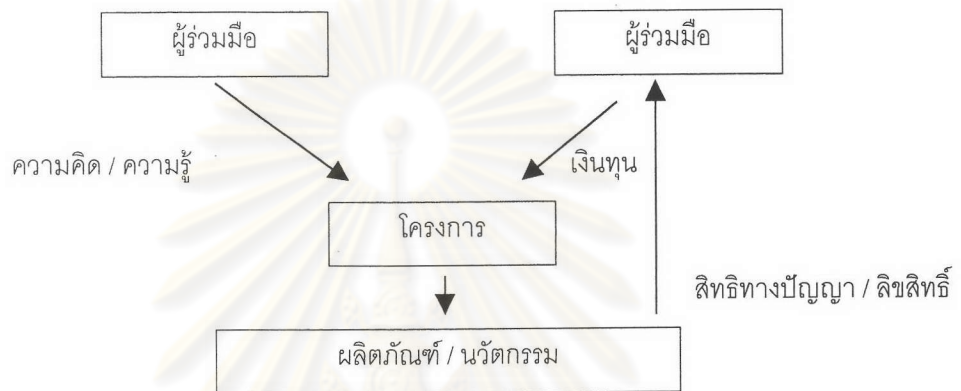 ผู้ร่วมมือ
ผู้ร่วมมือ
ความคิด / ความรู้
เงินทุน
โครงการ
สิทธิทางปัญญา / ลิขสิทธิ์
ผลิตภัณฑ์ / นวัตกรรม